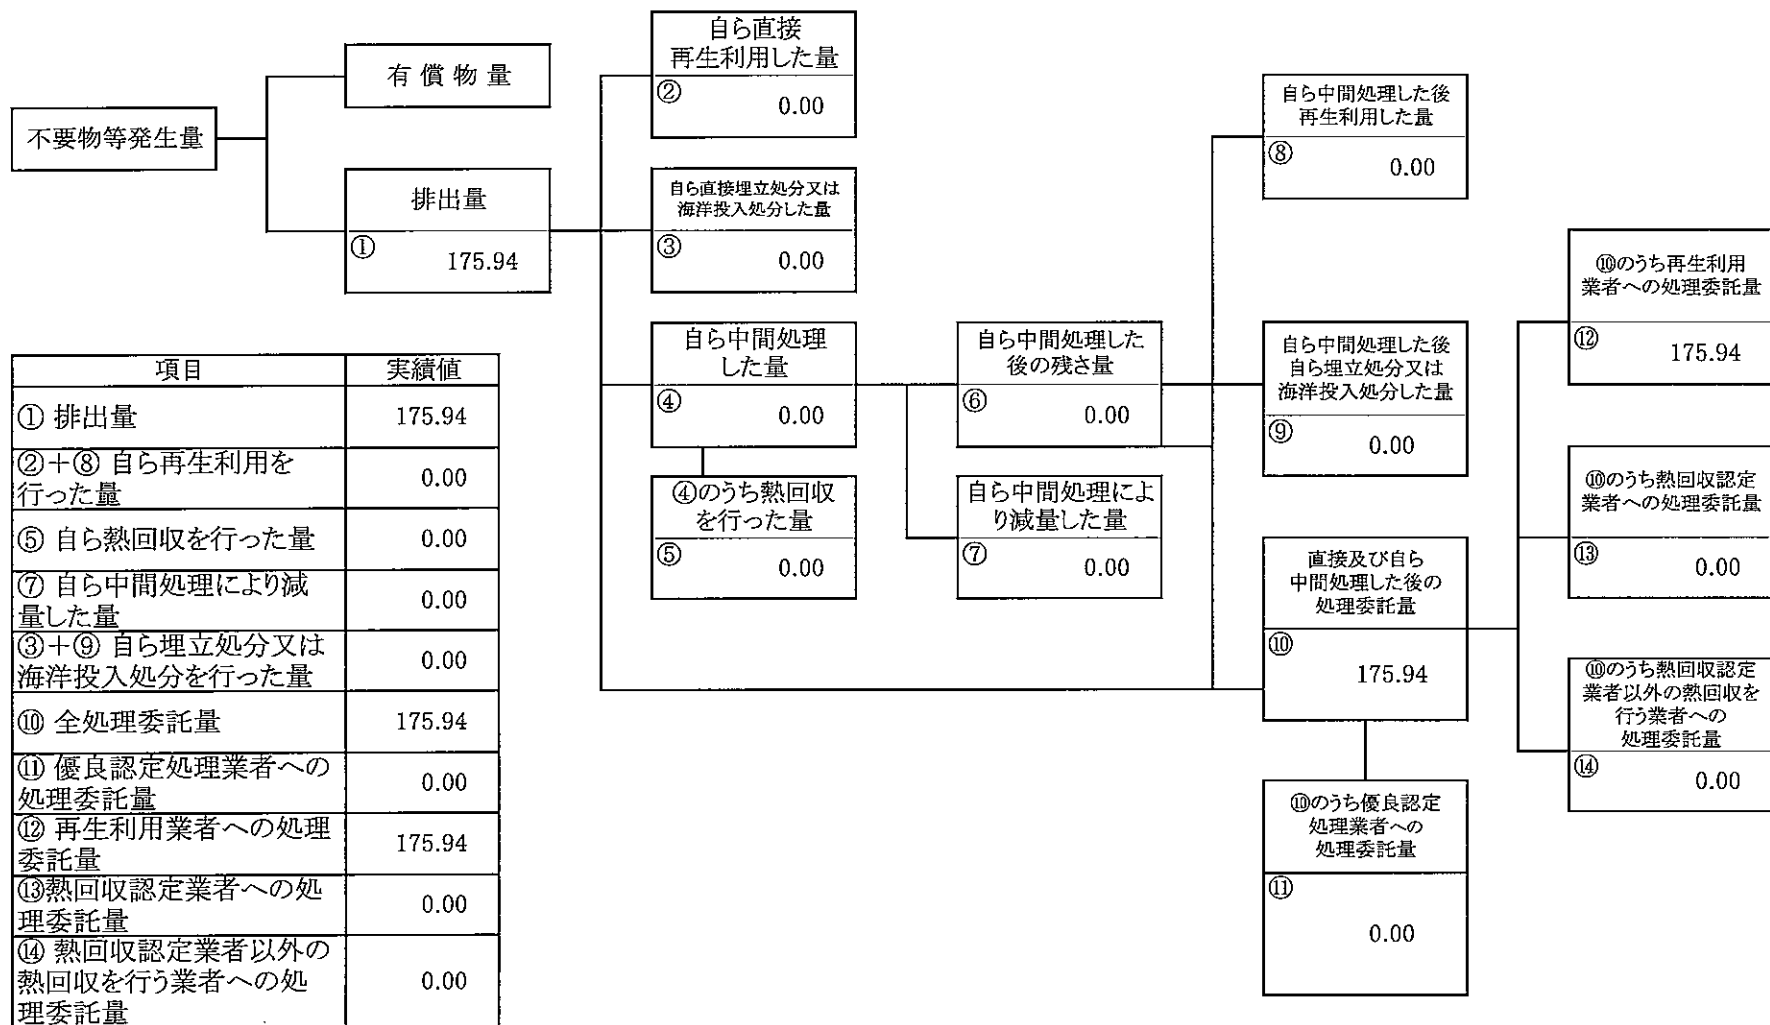 不要物等発生量
有償物量
排出量
① 175.94
自ら直接
再生利用した量
② 0.00
自ら直接埋立処分又は
海洋投入処分した量
③ 0.00
自ら中間処理
した量
④ 0.00
④のうち熱回収
を行った量
⑤ 0.00
自ら中間処理した
後の残さ量
⑥ 0.00
自ら中間処理によ
り減量した量
⑦ 0.00
自ら中間処理した後
再生利用した量
⑧ 0.00
自ら中間処理した後
自ら埋立処分又は
海洋投入処分した量
⑨ 0.00
直接及び自ら
中間処理した後の
処理委託量
⑩ 175.94
⑩のうち優良認定
処理業者への
処理委託量
⑪ 0.00
⑩のうち再生利用
業者への処理委託量
⑫ 175.94
⑩のうち熱回収認定
業者への処理委託量
⑬ 0.00
⑩のうち熱回収認定
業者以外の熱回収を
行う業者への
処理委託量
⑭ 0.00
項目 実績値
① 排出量 175.94
②+⑧ 自ら再生利用を
行った量 0.00
⑤ 自ら熱回収を行った量 0.00
⑦ 自ら中間処理により減
量した量 0.00
③+⑨ 自ら埋立処分又は
海洋投入処分を行った量 0.00
⑩ 全処理委託量 175.94
⑪ 優良認定処理業者への
処理委託量 0.00
⑫ 再生利用業者への処理
委託量 175.94
⑬熱回収認定業者への処
理委託量 0.00
⑭ 熱回収認定業者以外の
熱回収を行う業者への処
理委託量 0.00